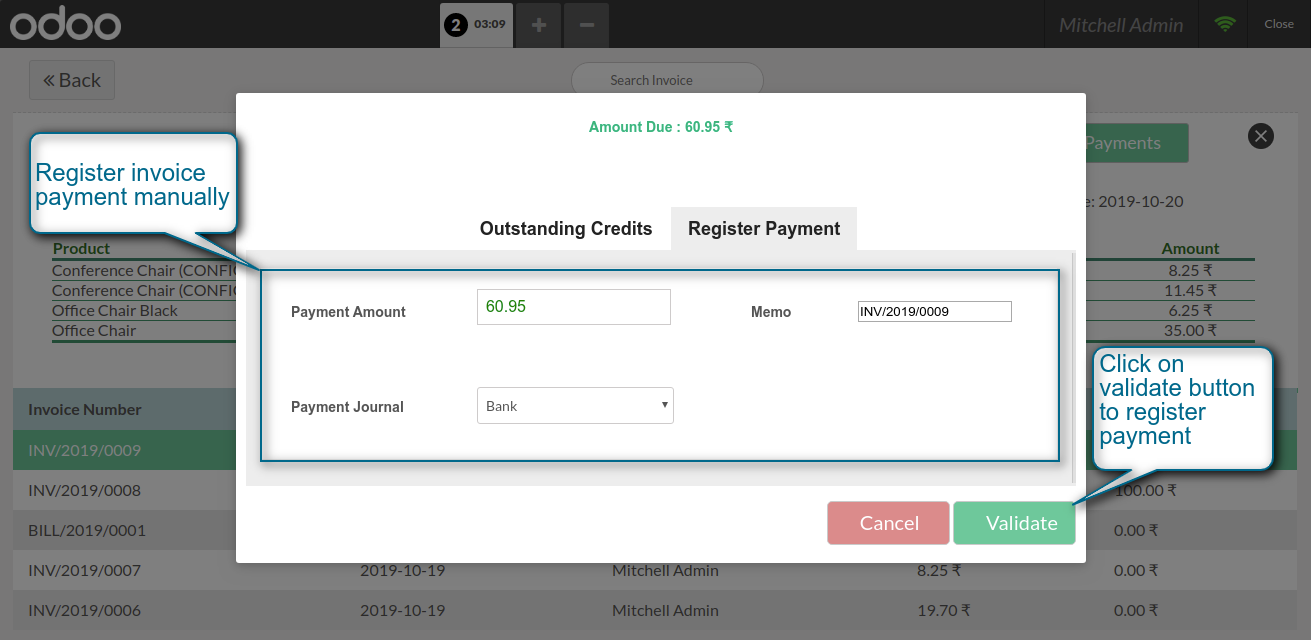 odoo
2 03:09
Mitchell Admin
Close
Back
Search Invoice
Amount Due : 60.95 ₹
Payments
Register invoice
payment manually
2019-10-20
Outstanding Credits
Register Payment
Product
Amount
Conference Chair (CONFIG
8.25 ₹
Conference Chair (CONFIG
11.45 ₹
Office Chair Black
6.25 ₹
Office Chair
35.00 ₹
Payment Amount
60.95
Memo
INV/2019/0009
Payment Journal
Bank
Click on
validate button
to register
payment
Invoice Number
INV/2019/0009
INV/2019/0008
100.00 ₹
Cancel
Validate
BILL/2019/0001
0.00 ₹
INV/2019/0007 2019-10-19 Mitchell Admin 8.25 ₹ 0.00 ₹
INV/2019/0006 2019-10-19 Mitchell Admin 19.70 ₹ 0.00 ₹